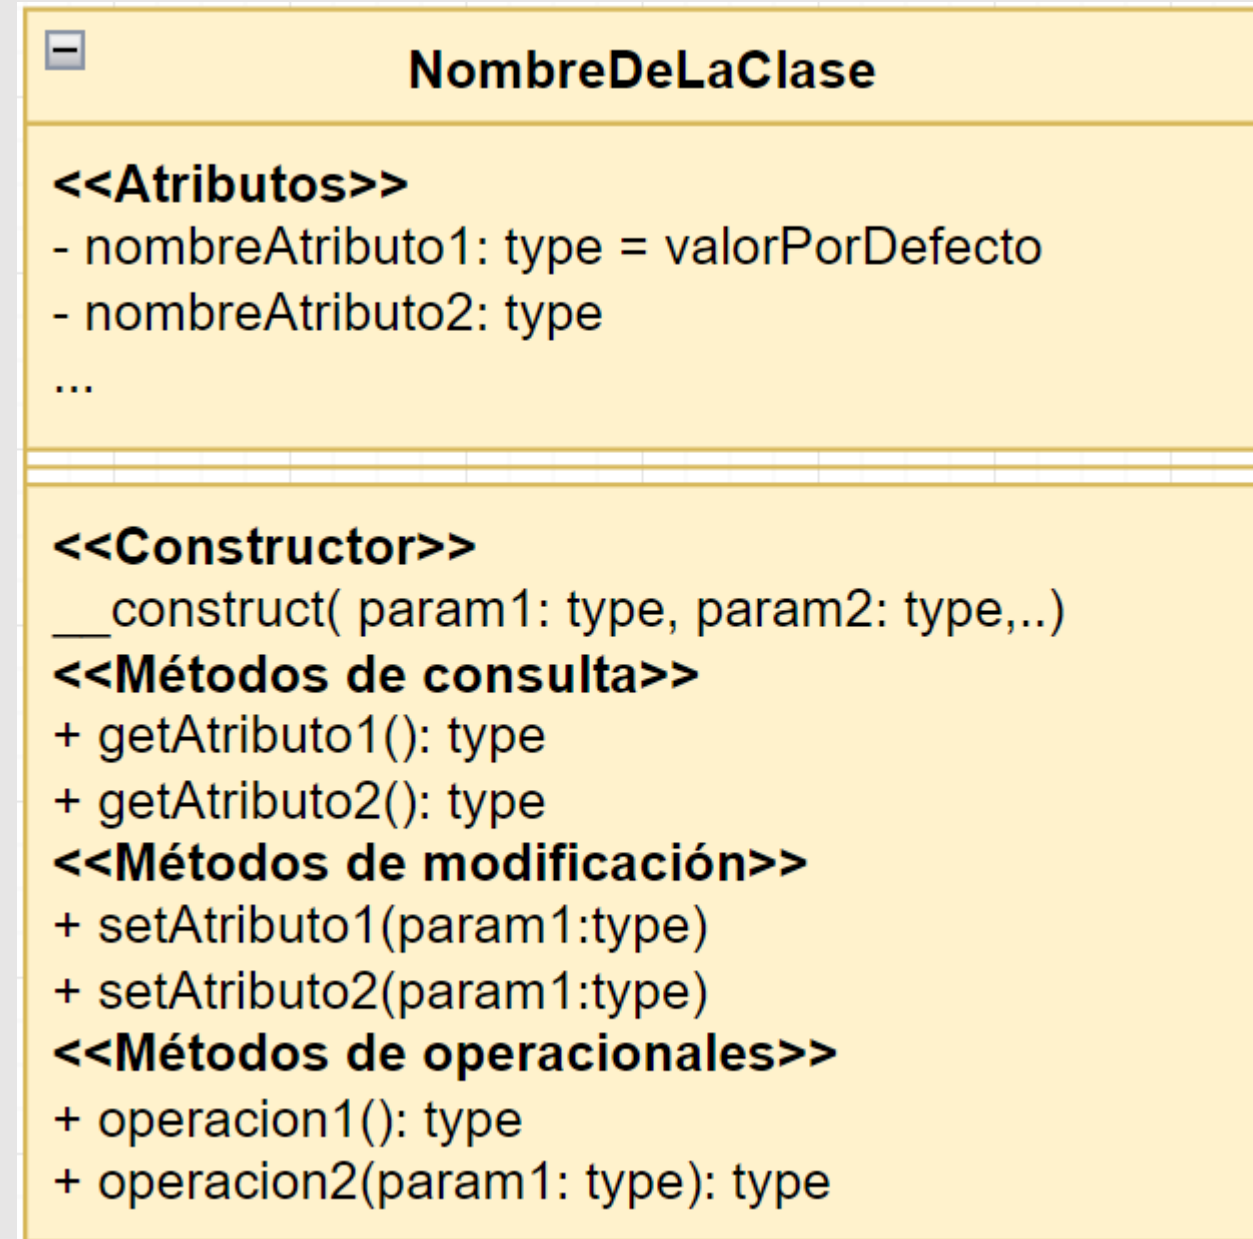 NombreDeLaClase
<<Atributos>>
- nombreAtributo1: type = valorPorDefecto
- nombreAtributo2: type
...
<<Constructor>>
__construct( param1: type, param2: type,..)
<<Métodos de consulta>>
+ getAtributo1(): type
+ getAtributo2(): type
<<Métodos de modificación>>
+ setAtributo1(param1:type)
+ setAtributo2(param1:type)
<<Métodos de operacionales>>
+ operacion1(): type
+ operacion2(param1: type): type